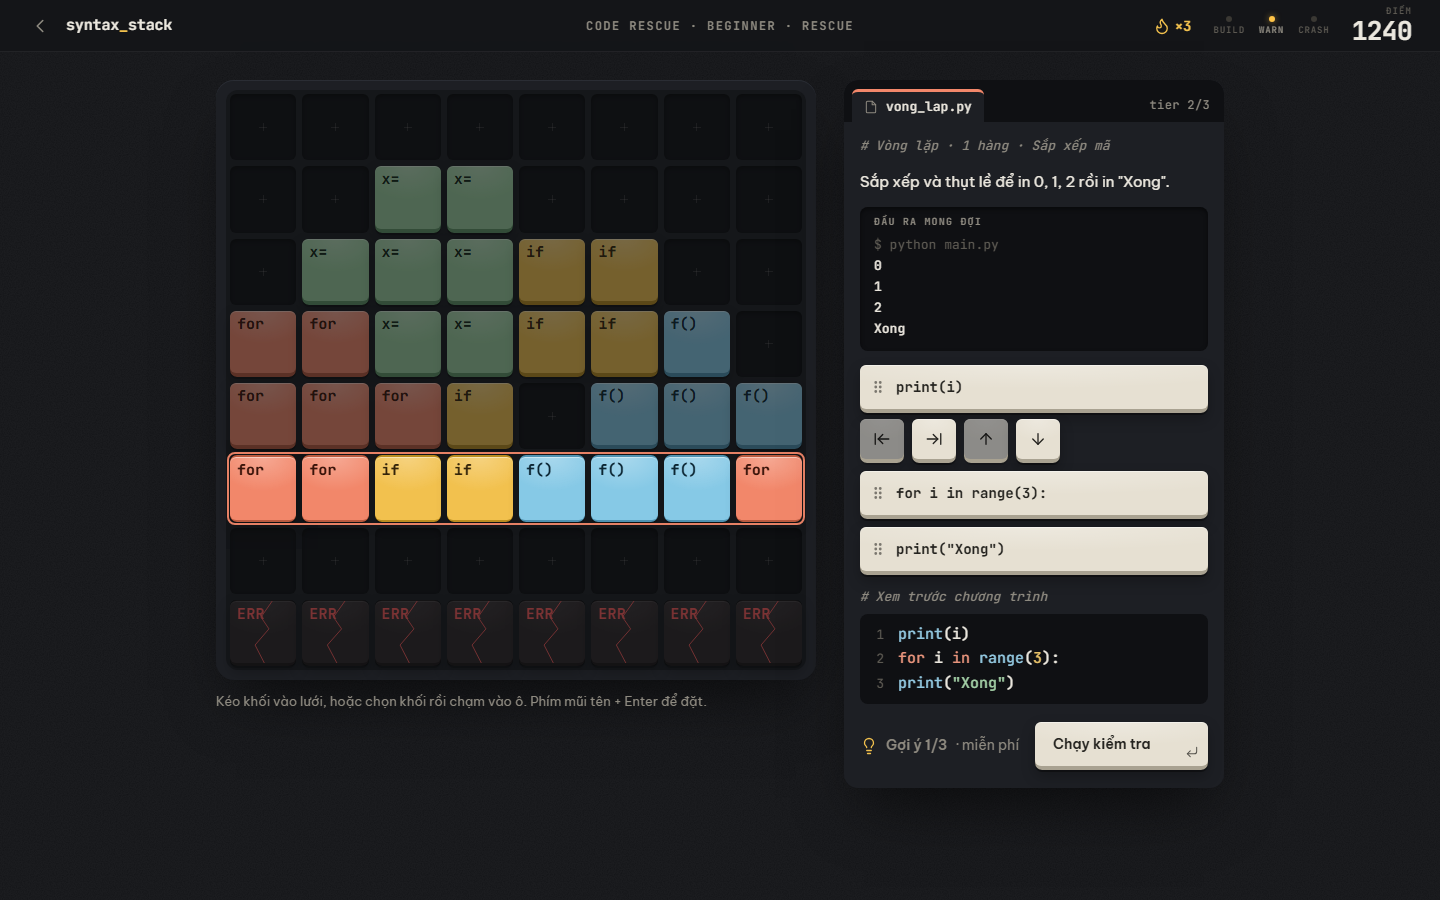 syntax_stack
CODE RESCUE · BEGINNER · RESCUE
×3
BUILD WARN CRASH
ĐIỂM
1240
x= x=
x= x= x= if if
for for x= x= if if f()
for for for if f() f() f()
for for if if f() f() f() for
ERR ERR ERR ERR ERR ERR ERR ERR
Kéo khối vào lưới, hoặc chọn khối rồi chạm vào ô. Phím mũi tên + Enter để đặt.
vong_lap.py
tier 2/3
# Vòng lặp · 1 hàng · Sắp xếp mã
Sắp xếp và thụt lề để in 0, 1, 2 rồi in "Xong".
ĐẦU RA MONG ĐỢI
$ python main.py
0
1
2
Xong
print(i)
for i in range(3):
print("Xong")
# Xem trước chương trình
1 print(i)
2 for i in range(3):
3 print("Xong")
Gợi ý 1/3 · miễn phí
Chạy kiểm tra